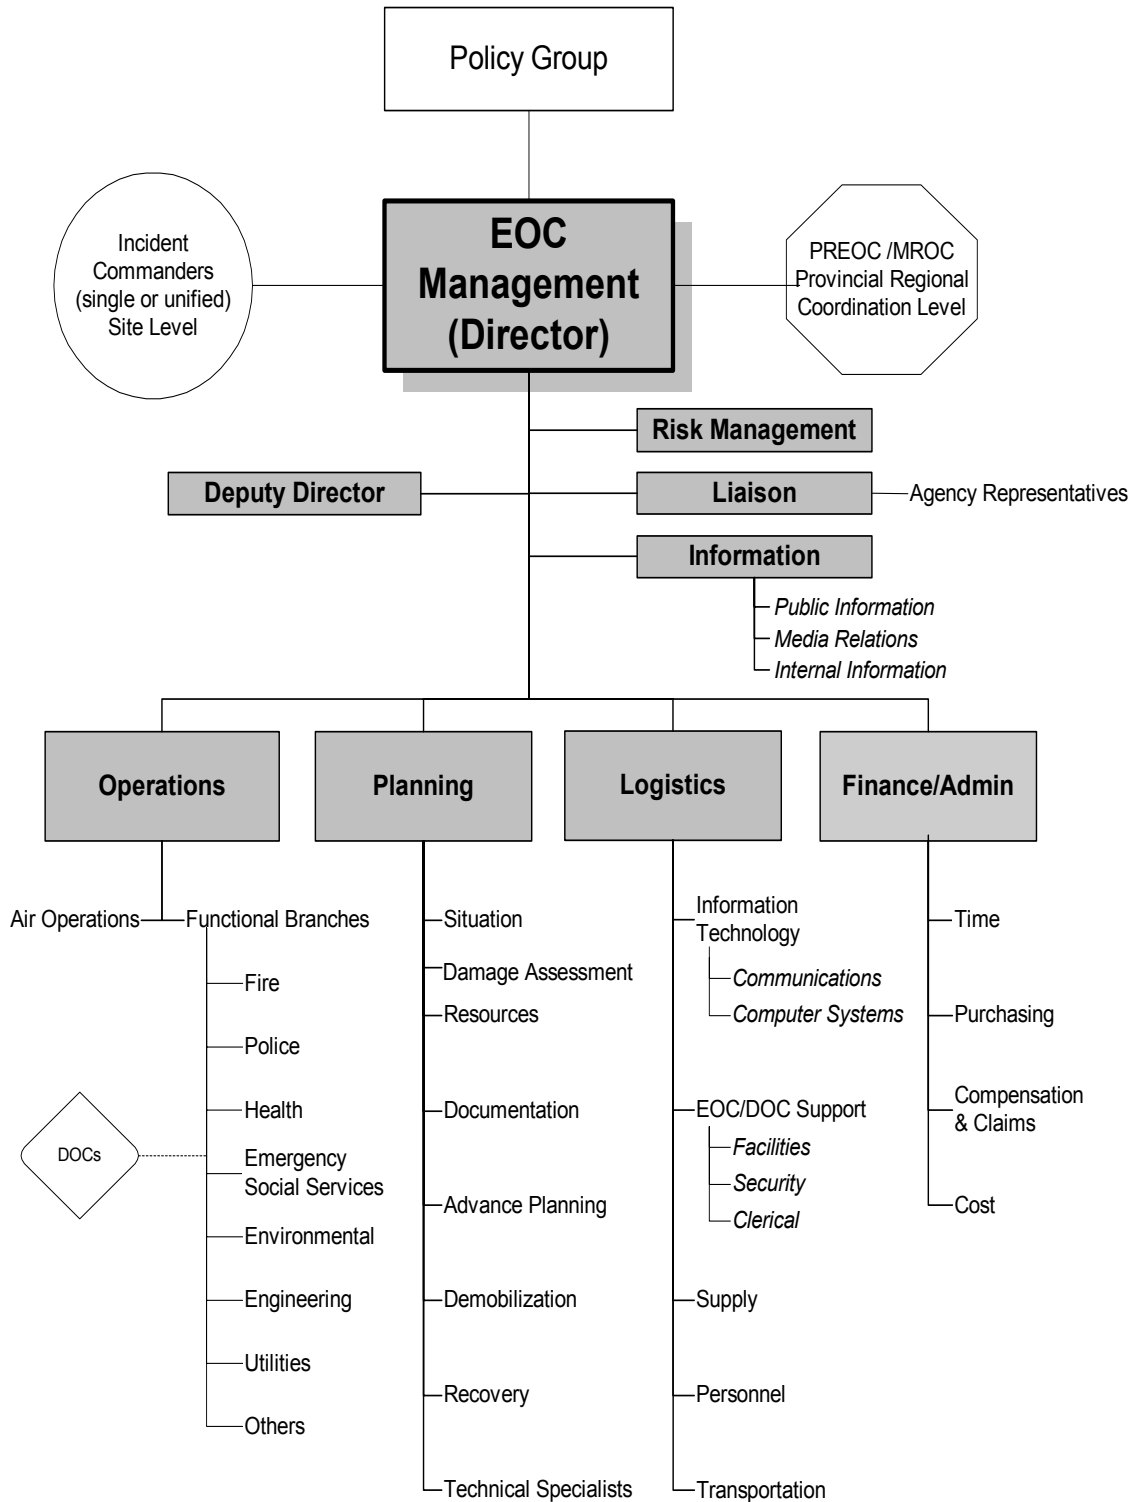 Policy Group
EOC
Management
(Director)
Incident
Commanders
(single or unified)
Site Level
PREOC /MROC
Provincial Regional
Coordination Level
Risk Management
Deputy Director
Liaison
Agency Representatives
Information
Public Information
Media Relations
Internal Information
Operations
Planning
Logistics
Finance/Admin
Air Operations
Functional Branches
Fire
Police
Health
Emergency
Social Services
Environmental
Engineering
Utilities
Others
DOCs
Situation
Damage Assessment
Resources
Documentation
Advance Planning
Demobilization
Recovery
Technical Specialists
Information
Technology
Communications
Computer Systems
EOC/DOC Support
Facilities
Security
Clerical
Supply
Personnel
Transportation
Time
Purchasing
Compensation
& Claims
Cost